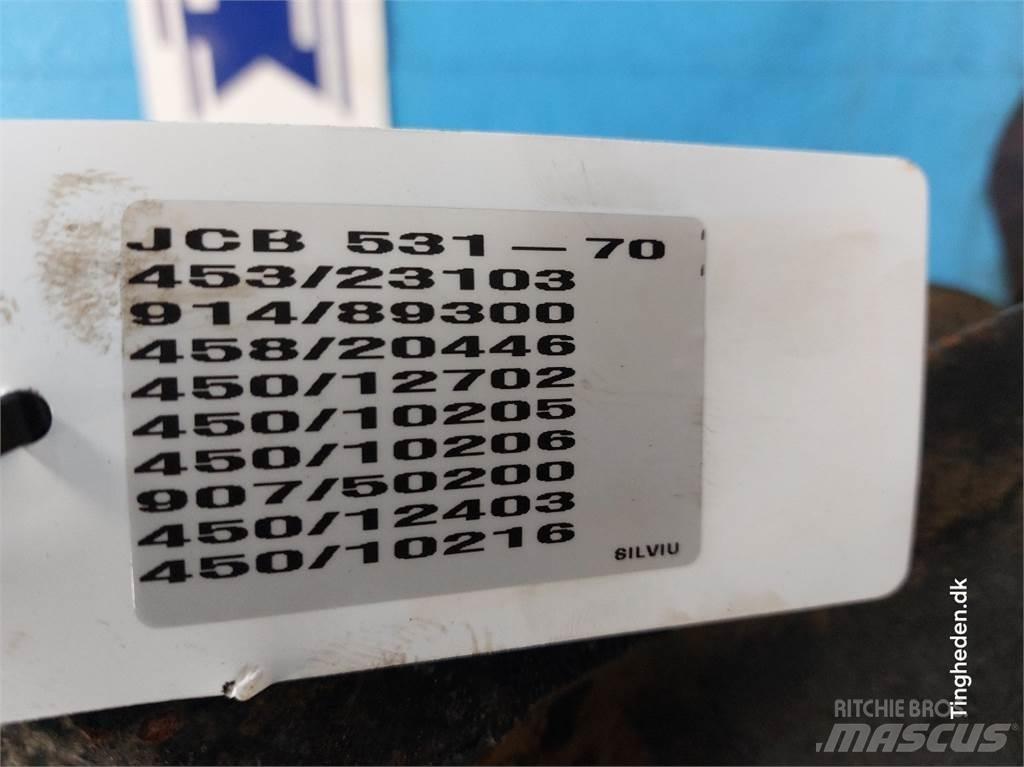 JCB 531-70
453/23103
914/89300
458/20446
450/12702
450/10205
450/10206
907/50200
450/12403
450/10216
SILVIU
Tingheden.dk
RITCHIE BRO
MASCUS